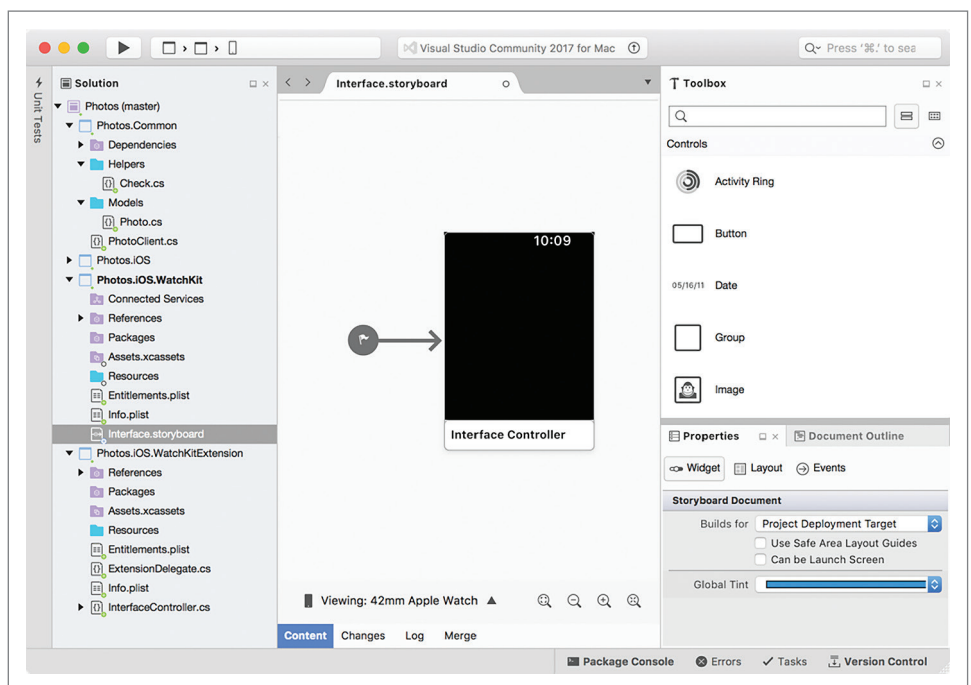 Visual Studio Community 2017 for Mac
Press '⌘.' to sea
Unit Tests
Solution
Photos (master)
Photos.Common
Dependencies
Helpers
Check.cs
Models
Photo.cs
PhotoClient.cs
Photos.iOS
Photos.iOS.WatchKit
Connected Services
References
Packages
Assets.xcassets
Resources
Entitlements.plist
Info.plist
Interface.storyboard
Photos.iOS.WatchKitExtension
References
Packages
Assets.xcassets
Resources
Entitlements.plist
ExtensionDelegate.cs
Info.plist
InterfaceController.cs
Interface.storyboard
10:09
Interface Controller
Viewing: 42mm Apple Watch
Content Changes Log Merge
Toolbox
Controls
Activity Ring
Button
05/16/11 Date
Group
Image
Properties Document Outline
Widget Layout Events
Storyboard Document
Builds for Project Deployment Target
Use Safe Area Layout Guides
Can be Launch Screen
Global Tint
Package Console Errors Tasks Version Control